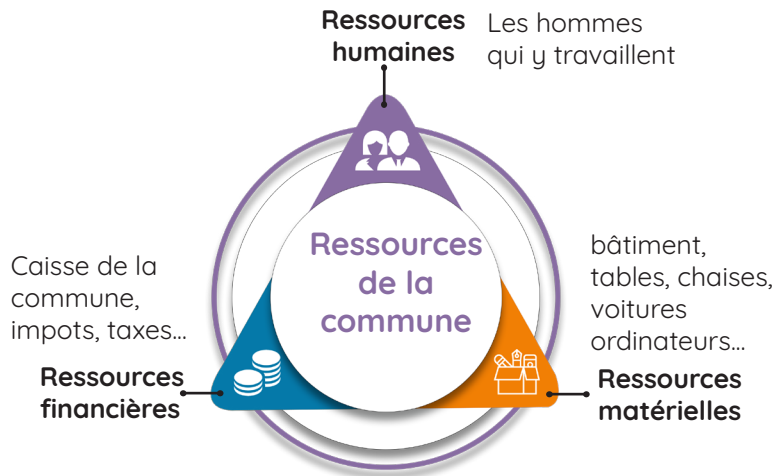 Ressources
humaines
Les hommes
qui y travaillent
Ressources
de la
commune
Caisse de la
commune,
impots, taxes...
Ressources
financières
bâtiment,
tables, chaises,
voitures
ordinateurs...
Ressources
matérielles